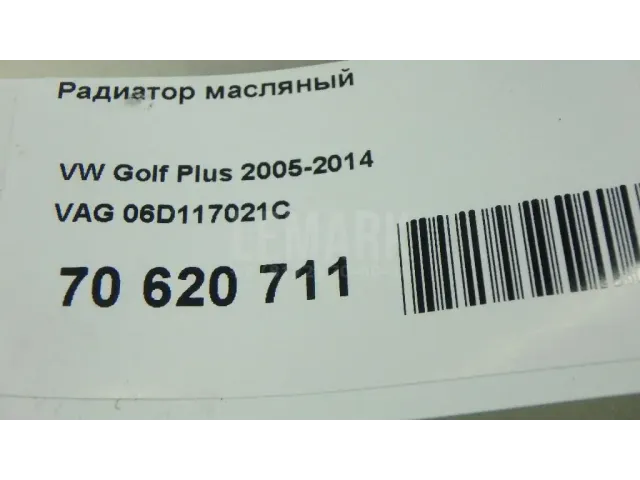 Радиатор масляный
VW Golf Plus 2005-2014
VAG 06D117021C
70 620 711